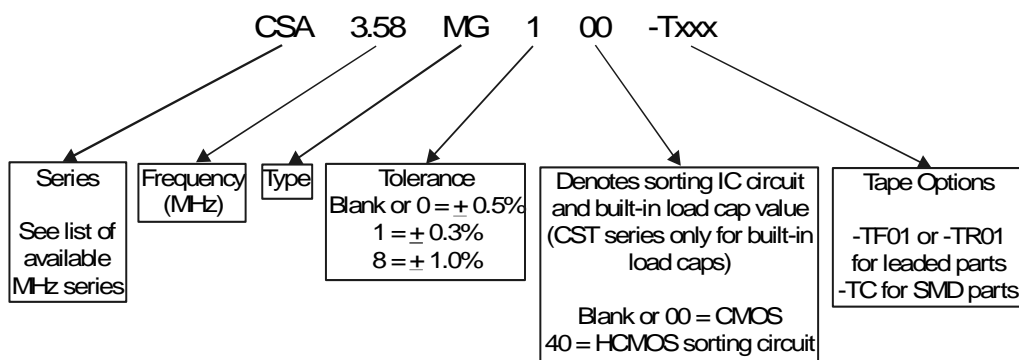 CSA 3.58 MG 1 00 -Txxx
Series
See list of
available
MHz series
Frequency
(MHz)
Type
Tolerance
Blank or 0 = ± 0.5%
1 = ± 0.3%
8 = ± 1.0%
Denotes sorting IC circuit
and built-in load cap value
(CST series only for built-in
load caps)
Blank or 00 = CMOS
40 = HCMOS sorting circuit
Tape Options
-TF01 or -TR01
for leaded parts
-TC for SMD parts